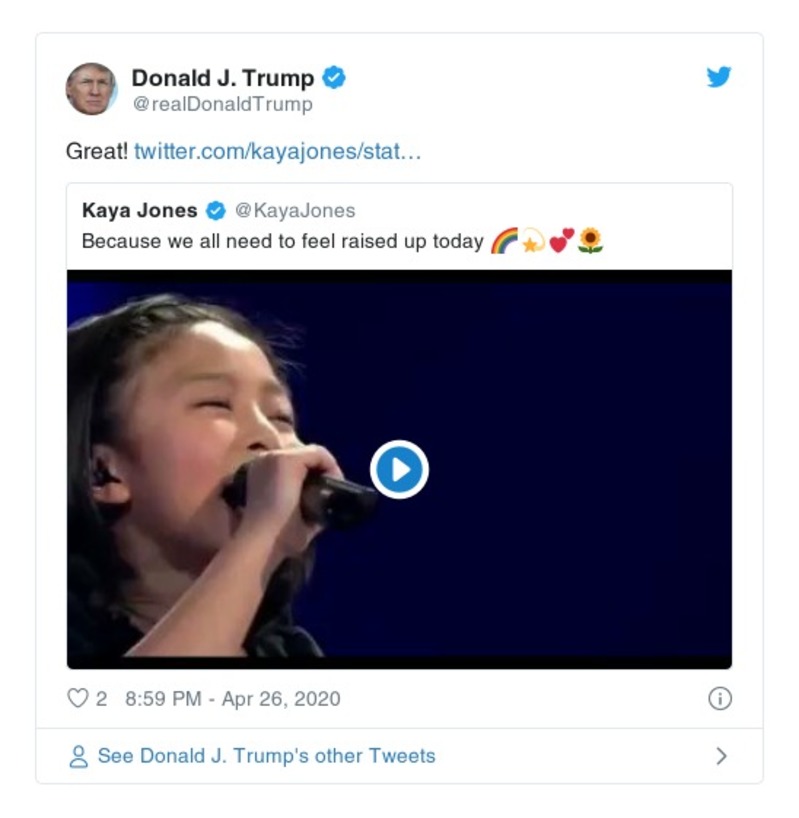 Donald J. Trump
@realDonaldTrump
Great! twitter.com/kayajones/stat…
Kaya Jones @KayaJones
Because we all need to feel raised up today 🌈💫💕🌻
2 8:59 PM - Apr 26, 2020
See Donald J. Trump's other Tweets